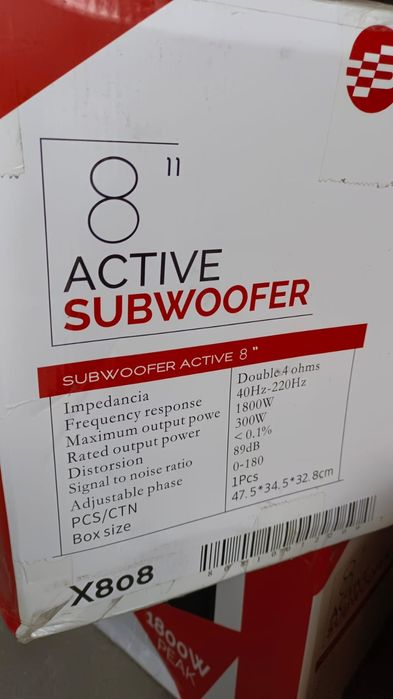 8"
ACTIVE
SUBWOOFER
SUBWOOFER ACTIVE 8 "
Impedancia Double 4 ohms
Frequency response 40Hz-220Hz
Maximum output powe 1800W
Rated output power 300W
Distorsion <0.1%
Signal to noise ratio 89dB
Adjustable phase 0-180
PCS/CTN 1Pcs
Box size 47.5*34.5*32.8cm
X808
1800W
PEAK